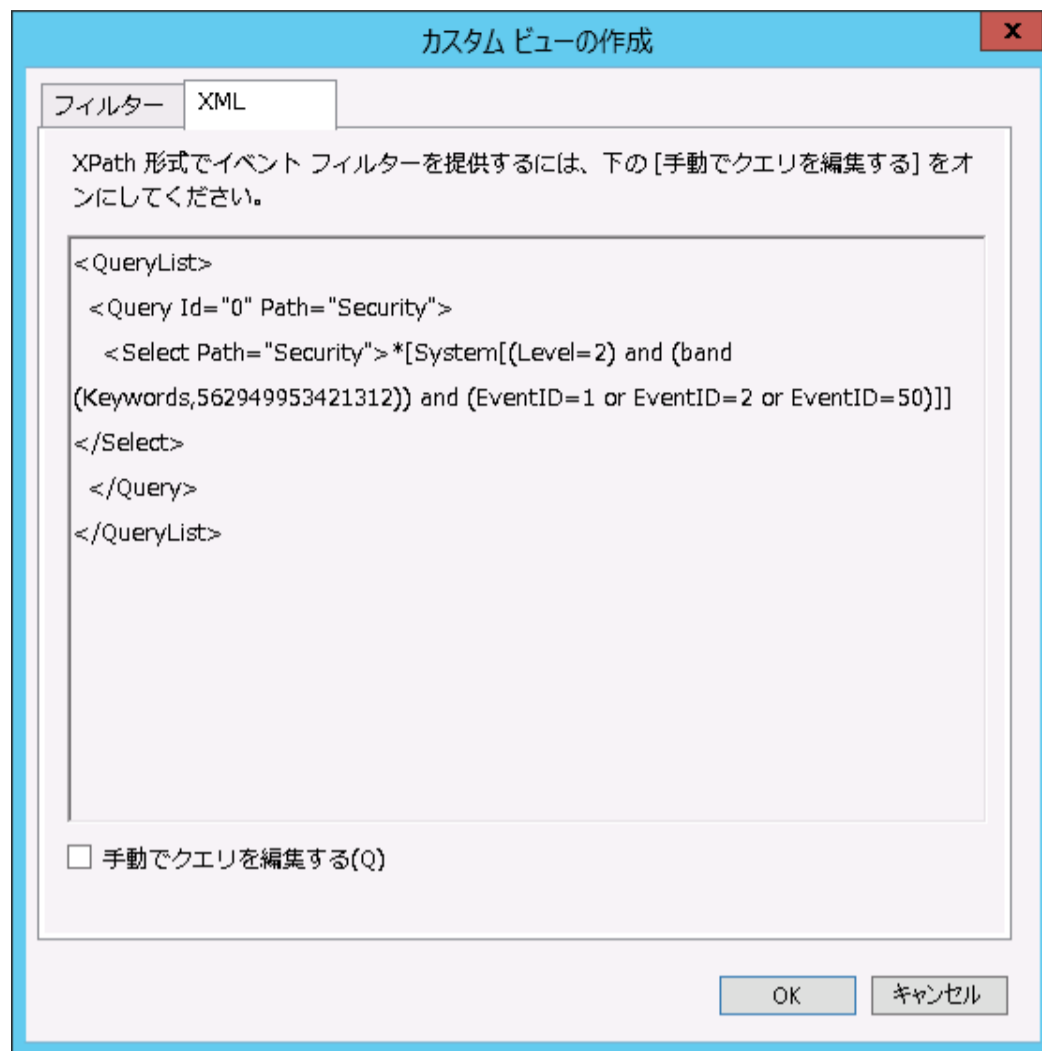 カスタム ビューの作成
x
フィルター
XML
XPath 形式でイベント フィルターを提供するには、下の [手動でクエリを編集する] をオ
ンにしてください。
<QueryList>
<Query Id="0" Path="Security">
<Select Path="Security">*[System[(Level=2) and (band
(Keywords,562949953421312)) and (EventID=1 or EventID=2 or EventID=50)]]
</Select>
</Query>
</QueryList>
手動でクエリを編集する(Q)
OK
キャンセル